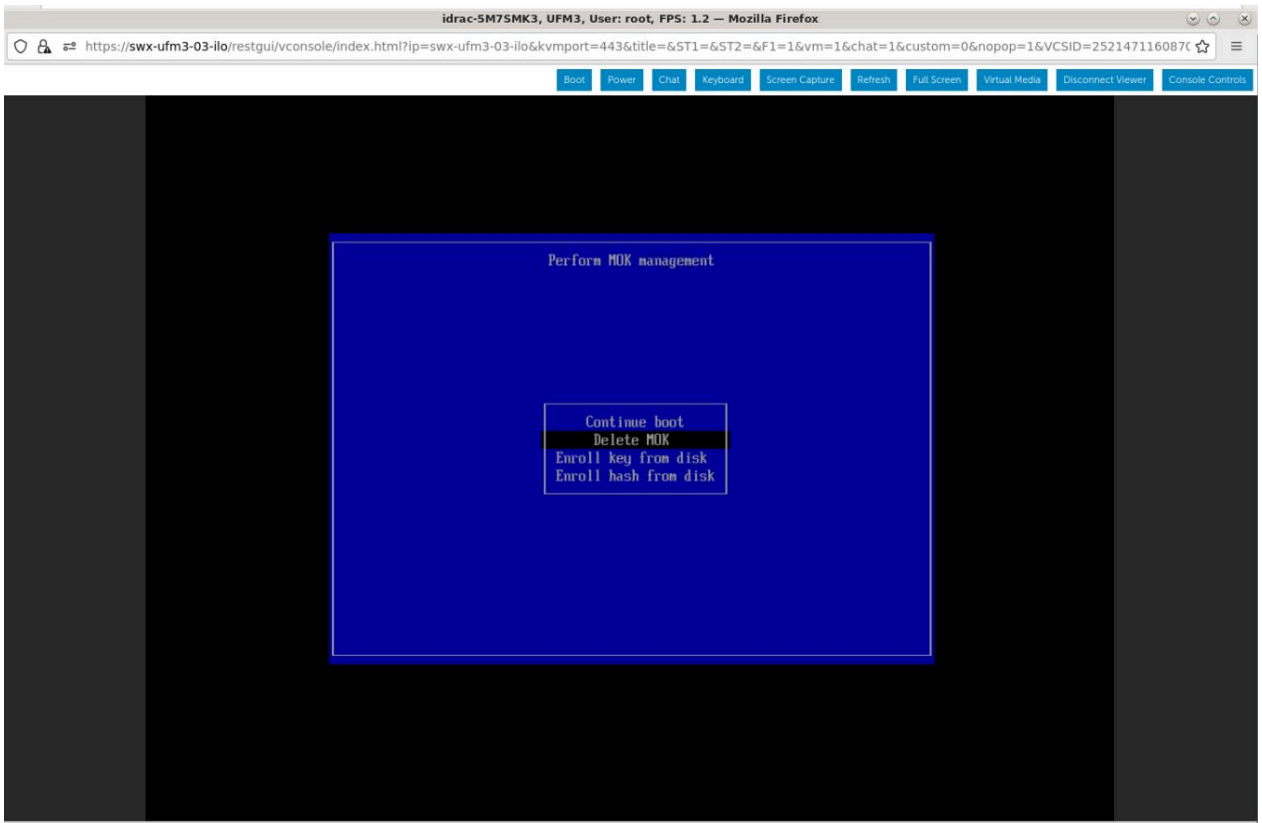 idrac-5M7SMK3, UFM3, User: root, FPS: 1.2 — Mozilla Firefox
https://swx-ufm3-03-ilo/restgui/vconsole/index.html?ip=swx-ufm3-03-ilo&kvmport=443&title=&ST1=&ST2=&F1=1&vm=1&chat=1&custom=0&nopop=1&VCSID=252147116087
Boot Power Chat Keyboard Screen Capture Refresh Full Screen Virtual Media Disconnect Viewer Console Controls
Perform MOK management
Continue boot
Delete MOK
Enroll key from disk
Enroll hash from disk